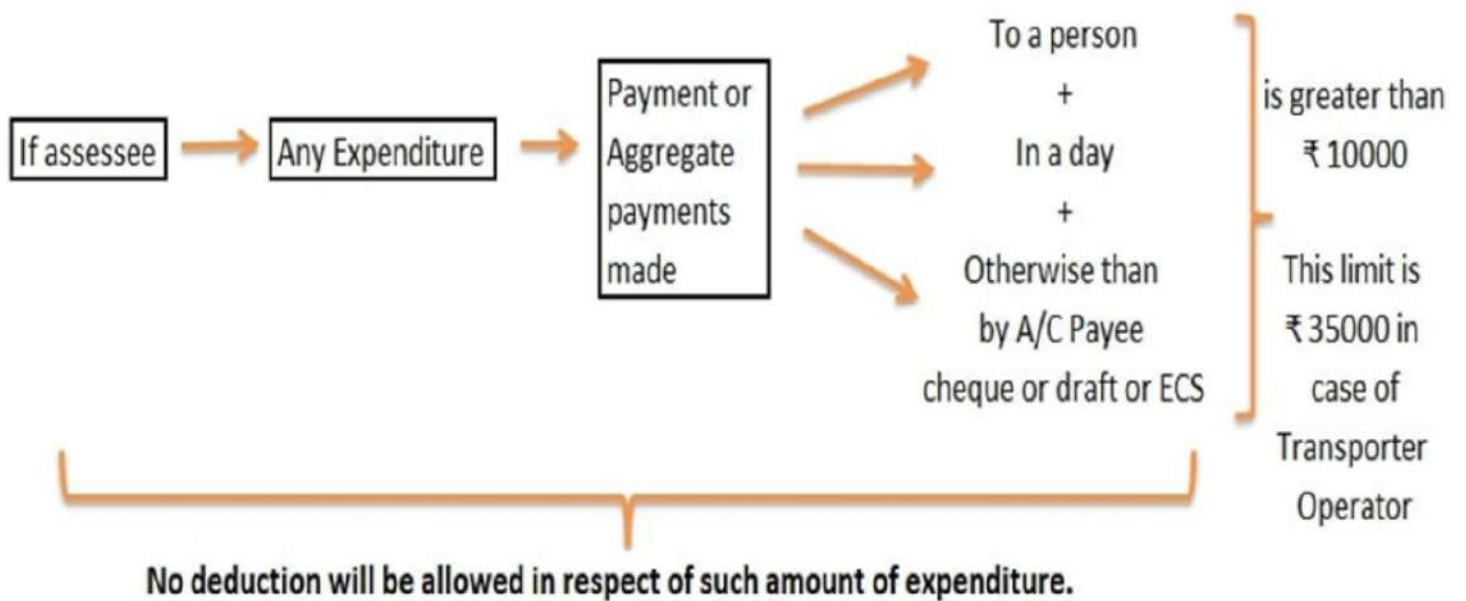 If assessee
Any Expenditure
Payment or
Aggregate
payments
made
To a person
+
In a day
+
Otherwise than
by A/C Payee
cheque or draft or ECS
is greater than
₹ 10000
This limit is
₹ 35000 in
case of
Transporter
Operator
No deduction will be allowed in respect of such amount of expenditure.